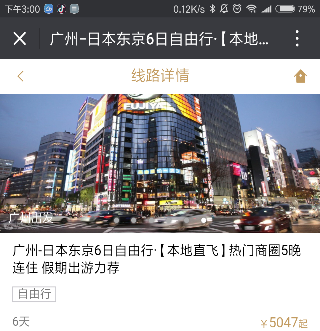 下午3:00
0.12K/s
79%
广州-日本东京6日自由行·【本地...
线路详情
FUJIYA
广州出发
广州-日本东京6日自由行·【本地直飞】热门商圈5晚
连住 假期出游力荐
自由行
6天
￥5047起